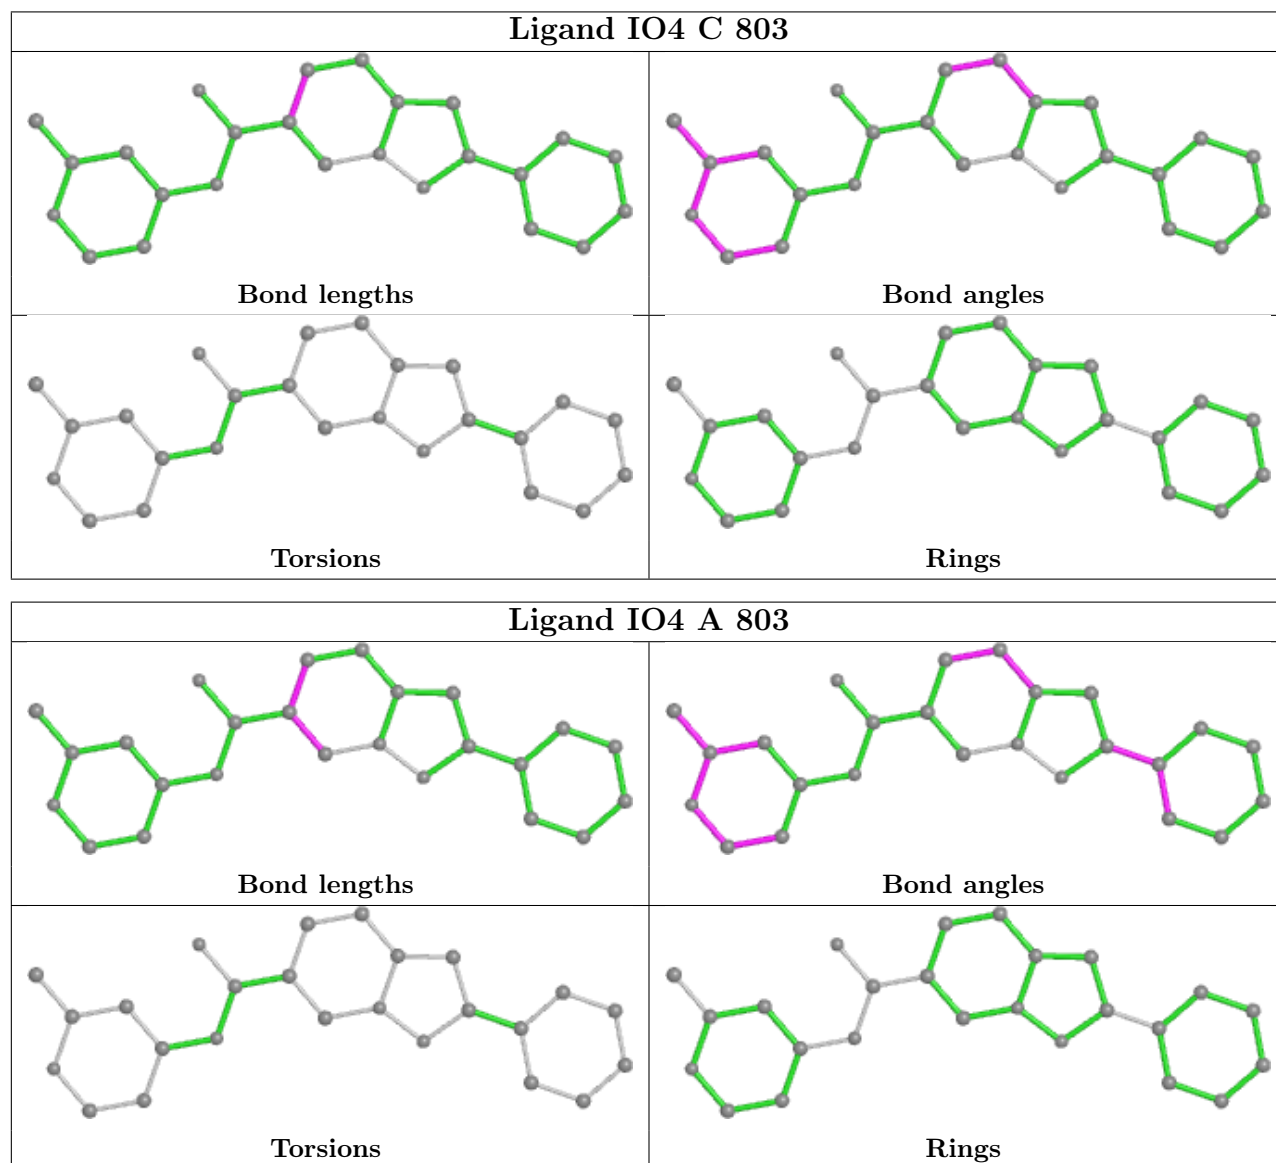 Ligand IO4 C 803
Bond lengths
Bond angles
Torsions
Rings
Ligand IO4 A 803
Bond lengths
Bond angles
Torsions
Rings